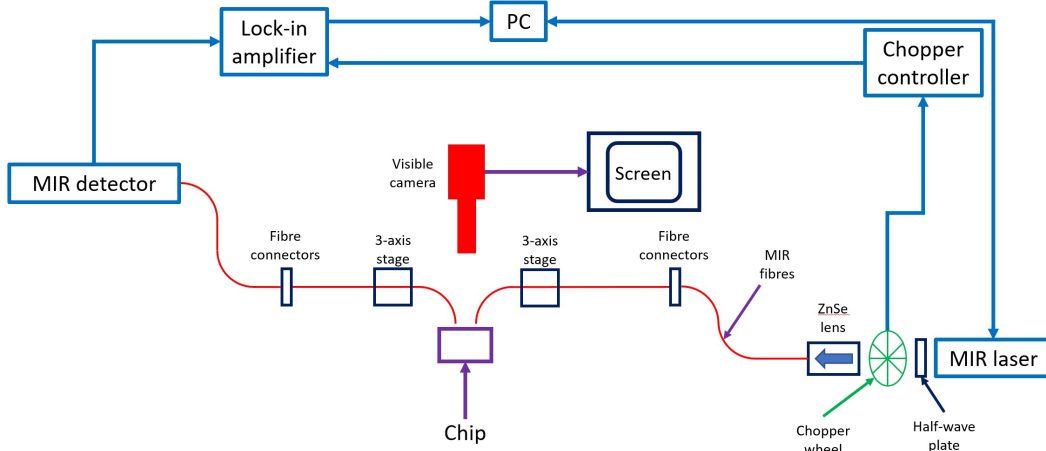 Lock-in
amplifier
PC
Chopper
controller
MIR detector
Visible
camera
Screen
Fibre
connectors
3-axis
stage
3-axis
stage
Fibre
connectors
MIR
fibres
ZnSe
lens
MIR laser
Chip
Chopper
wheel
Half-wave
plate